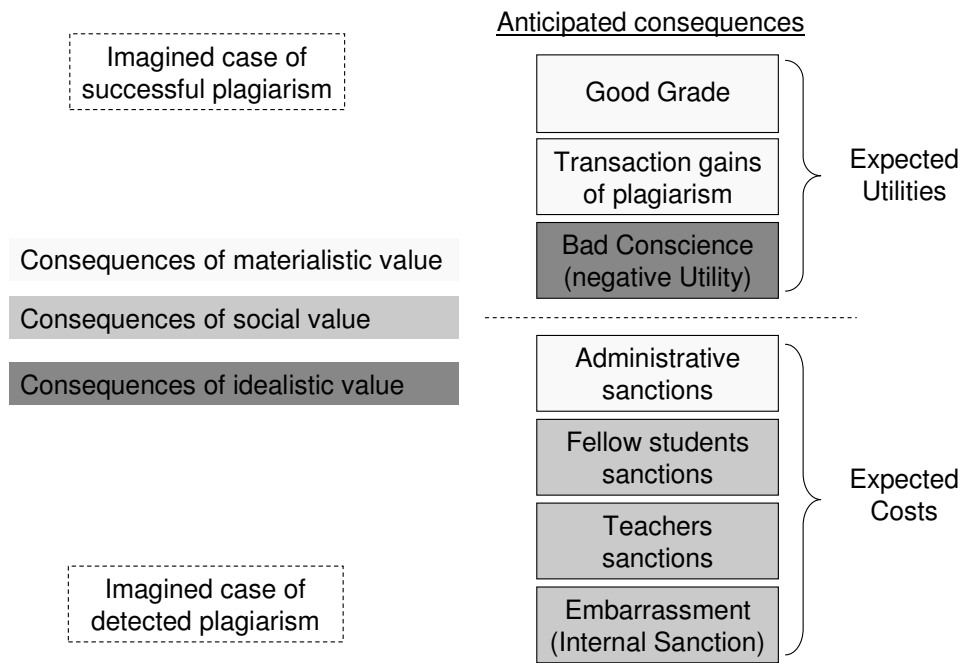 Anticipated consequences
Imagined case of
successful plagiarism
Good Grade
Transaction gains
of plagiarism
Bad Conscience
(negative Utility)
Expected
Utilities
Consequences of materialistic value
Consequences of social value
Consequences of idealistic value
Administrative
sanctions
Fellow students
sanctions
Teachers
sanctions
Embarrassment
(Internal Sanction)
Expected
Costs
Imagined case of
detected plagiarism